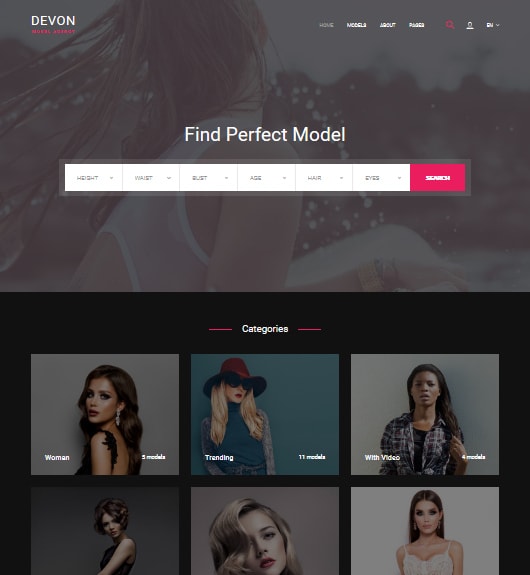 DEVON
MODEL AGENCY
HOME MODELS ABOUT PAGES EN
Find Perfect Model
HEIGHT WAIST BUST AGE HAIR EYES SEARCH
Categories
Woman 5 models
Trending 11 models
With Video 4 models